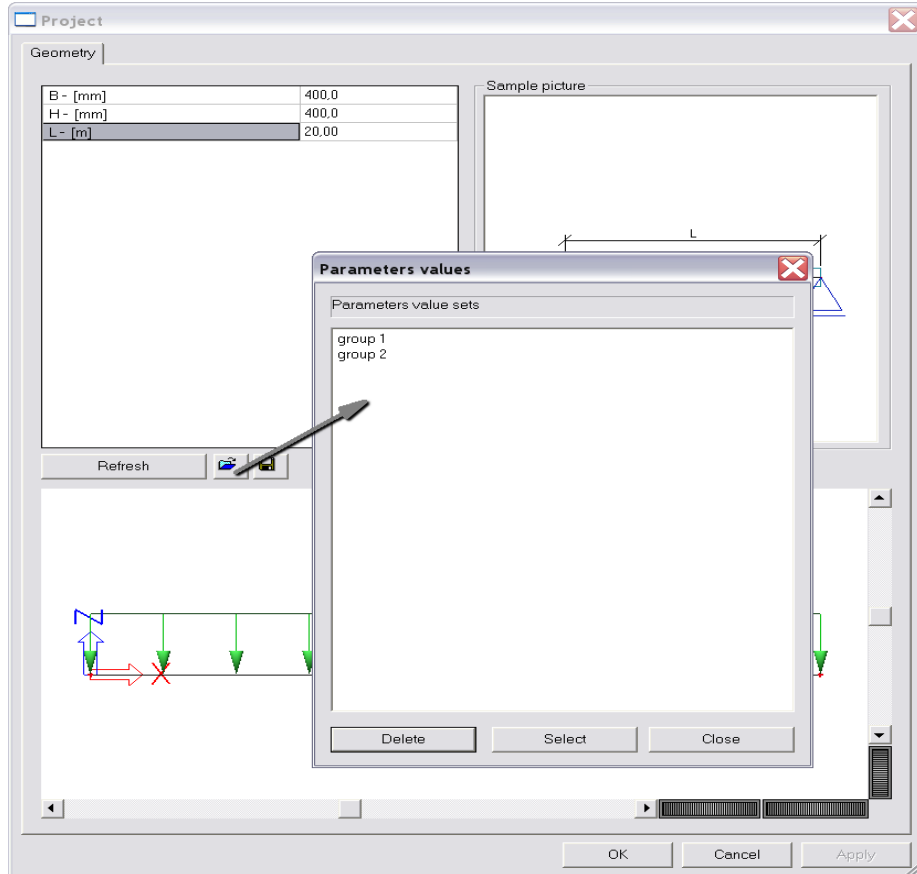 Project
Geometry
B - [mm] 400,0
H - [mm] 400,0
L - [m] 20,00
Sample picture
L
Parameters values
Parameters value sets
group 1
group 2
Refresh
Z
X
Delete Select Close
OK Cancel Apply